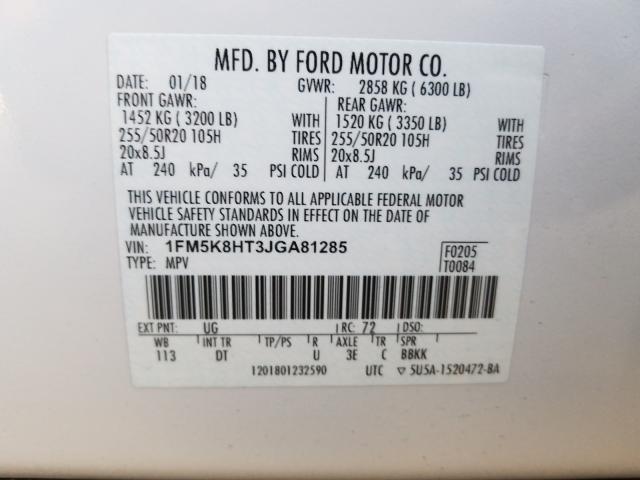 MFD. BY FORD MOTOR CO.
DATE: 01/18 GVWR: 2858 KG ( 6300 LB)
FRONT GAWR: REAR GAWR:
1452 KG ( 3200 LB) WITH 1520 KG ( 3350 LB) WITH
255/50R20 105H TIRES 255/50R20 105H TIRES
20x8.5J RIMS 20x8.5J RIMS
AT 240 kPa/ 35 PSI COLD AT 240 kPa/ 35 PSI COLD
THIS VEHICLE CONFORMS TO ALL APPLICABLE FEDERAL MOTOR
VEHICLE SAFETY STANDARDS IN EFFECT ON THE DATE OF
MANUFACTURE SHOWN ABOVE.
VIN: 1FM5K8HT3JGA81285 F0205
TYPE: MPV T0084
EXT PNT: UG RC: 72 DSO:
WB INT TR TP/PS R AXLE TR SPR
113 DT U 3E C BBKK
1201801232590 UTC ▽ 5U5A-1520472-BA